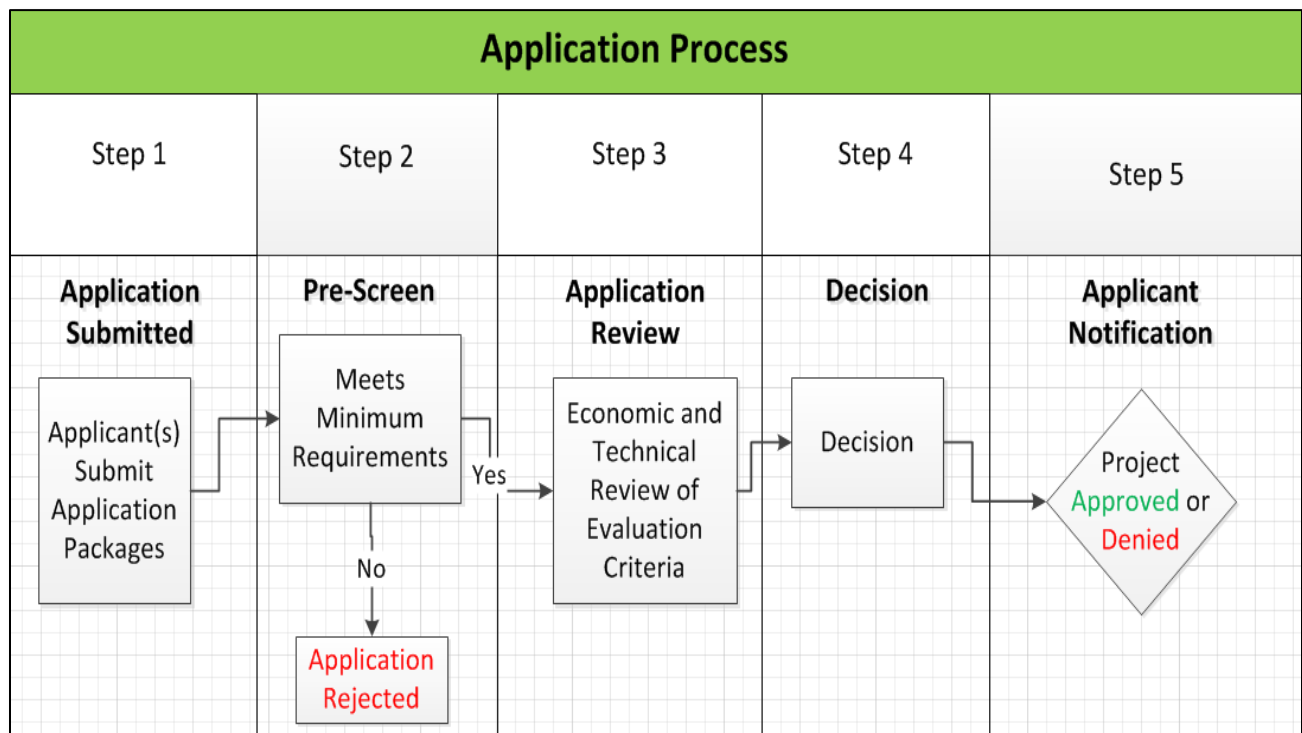 Application Process
Step 1
Step 2
Step 3
Step 4
Step 5
Application
Submitted
Applicant(s)
Submit
Application
Packages
Pre-Screen
Meets
Minimum
Requirements
Yes
No
Application
Rejected
Application
Review
Economic and
Technical
Review of
Evaluation
Criteria
Decision
Decision
Applicant
Notification
Project
Approved or
Denied